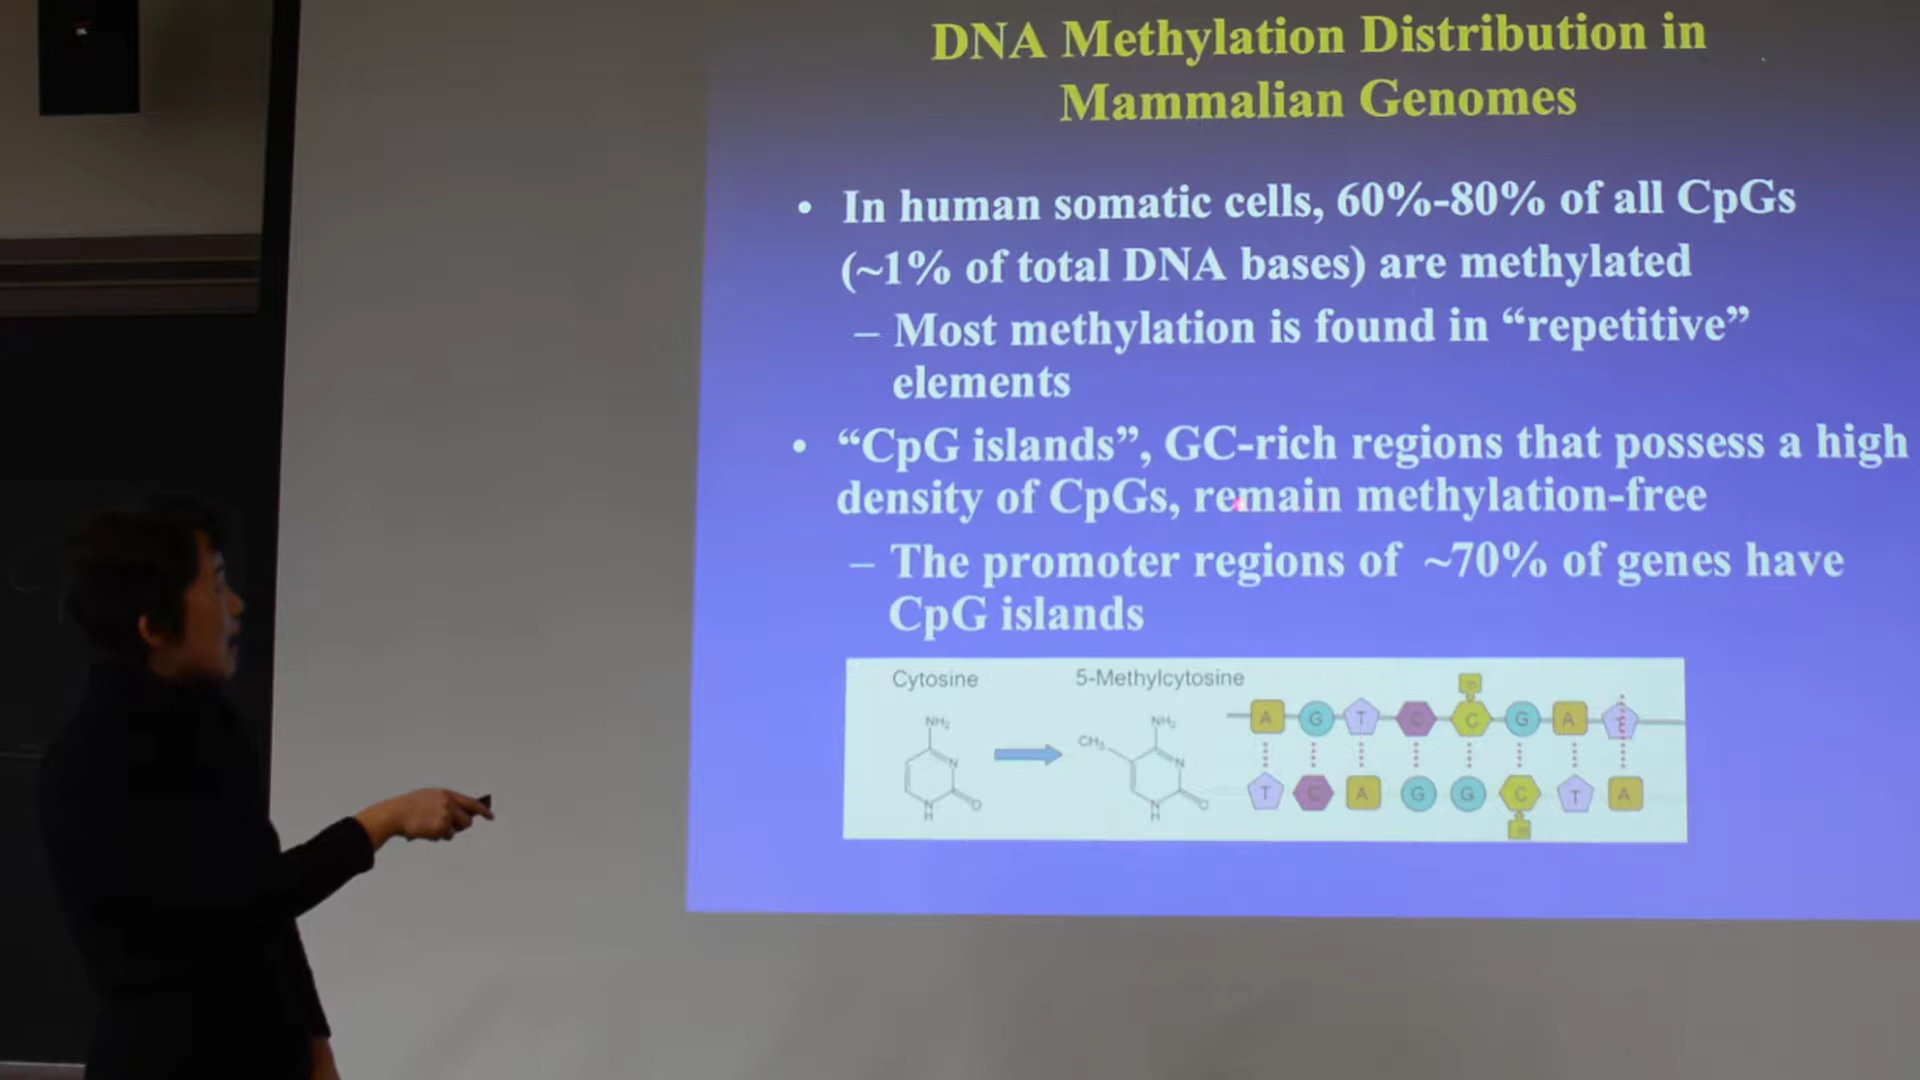 DNA Methylation Distribution in
Mammalian Genomes
• In human somatic cells, 60%-80% of all CpGs
(~1% of total DNA bases) are methylated
– Most methylation is found in “repetitive”
elements
• “CpG islands”, GC-rich regions that possess a high
density of CpGs, remain methylation-free
– The promoter regions of ~70% of genes have
CpG islands
Cytosine
5-Methylcytosine
NH₂
N
N
H
O
NH₂
CH₃
N
N
H
O
m
A G T C C G A
T C A G G C T A
m